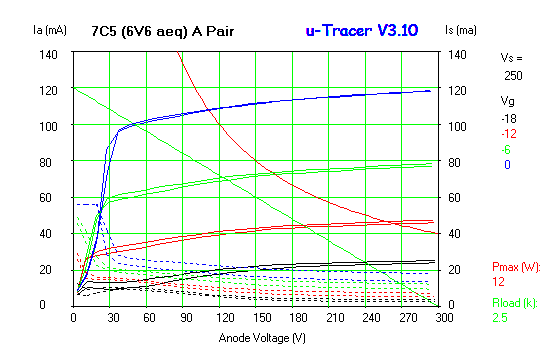 Ia (mA) 7C5 (6V6 aeq) A Pair u-Tracer V3.10 Is (ma)
140 140
120 120
100 100
80 80
60 60
40 40
20 20
0 0
0 30 60 90 120 150 180 210 240 270 300
Anode Voltage (V)
Vs =
250
Vg
-18
-12
-6
0
Pmax (W):
12
Rload (k):
2.5